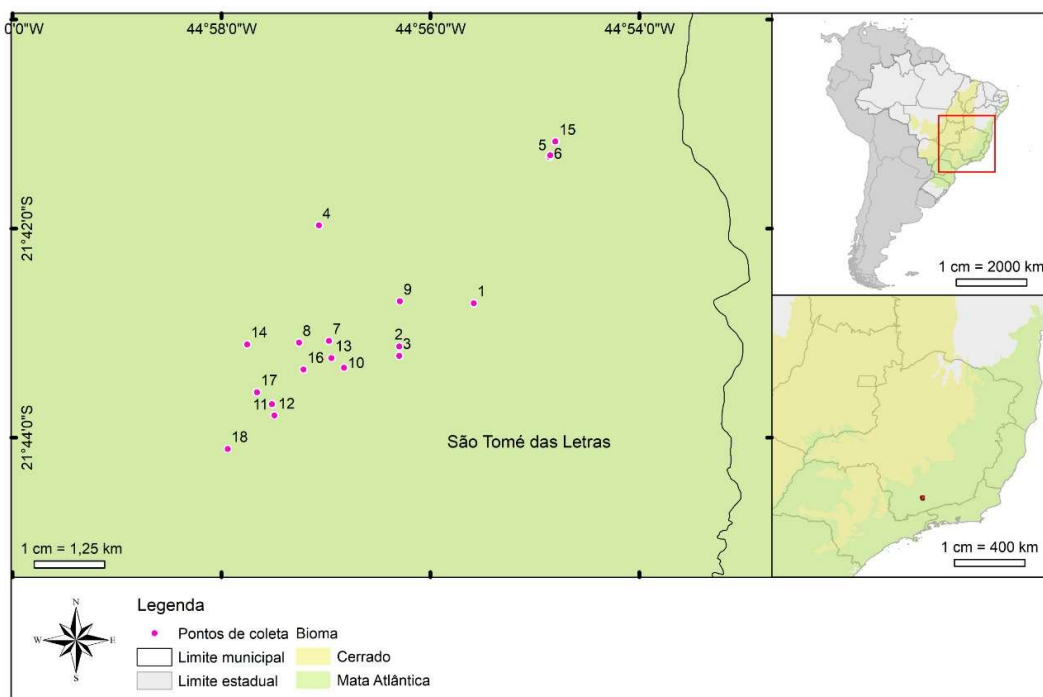 0'0"W
44°58'0"W
44°56'0"W
44°54'0"W
15
5
6
4
21°42'0"S
9
1
14
8
7
2
13
3
16
10
17
11
12
18
21°44'0"S
São Tomé das Letras
1 cm = 1,25 km
1 cm = 2000 km
1 cm = 400 km
N
W
E
S
Legenda
Pontos de coleta
Bioma
Limite municipal
Cerrado
Limite estadual
Mata Atlântica